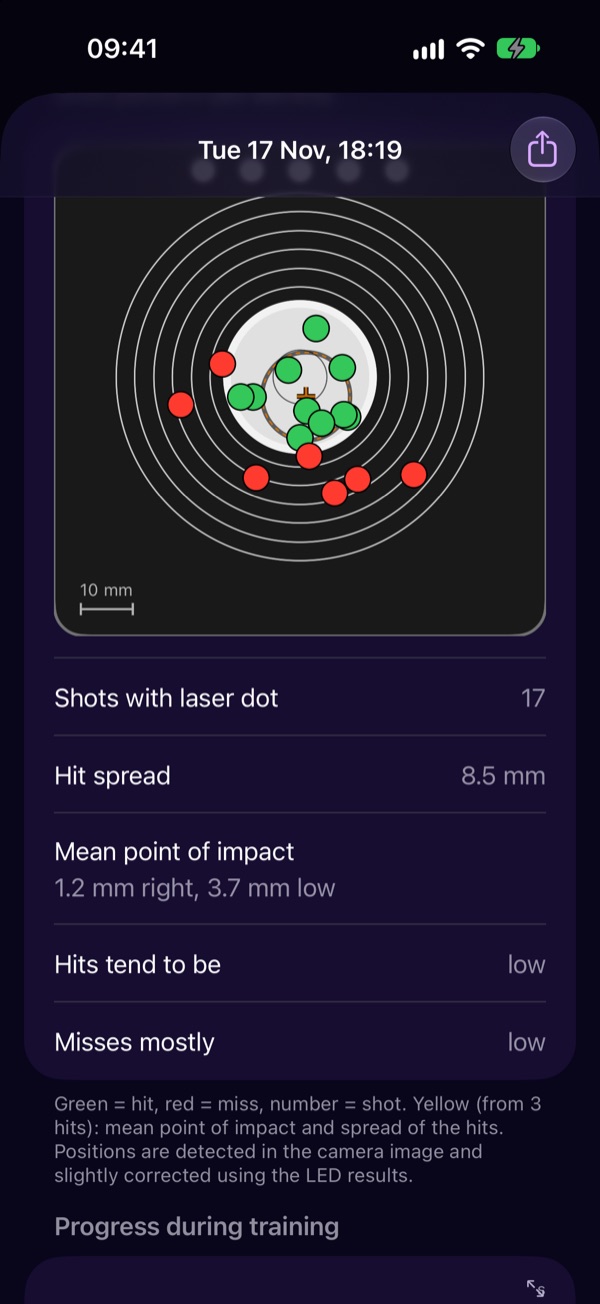 09:41
Tue 17 Nov, 18:19
10 mm
Shots with laser dot 17
Hit spread 8.5 mm
Mean point of impact
1.2 mm right, 3.7 mm low
Hits tend to be low
Misses mostly low
Green = hit, red = miss, number = shot. Yellow (from 3
hits): mean point of impact and spread of the hits.
Positions are detected in the camera image and
slightly corrected using the LED results.
Progress during training